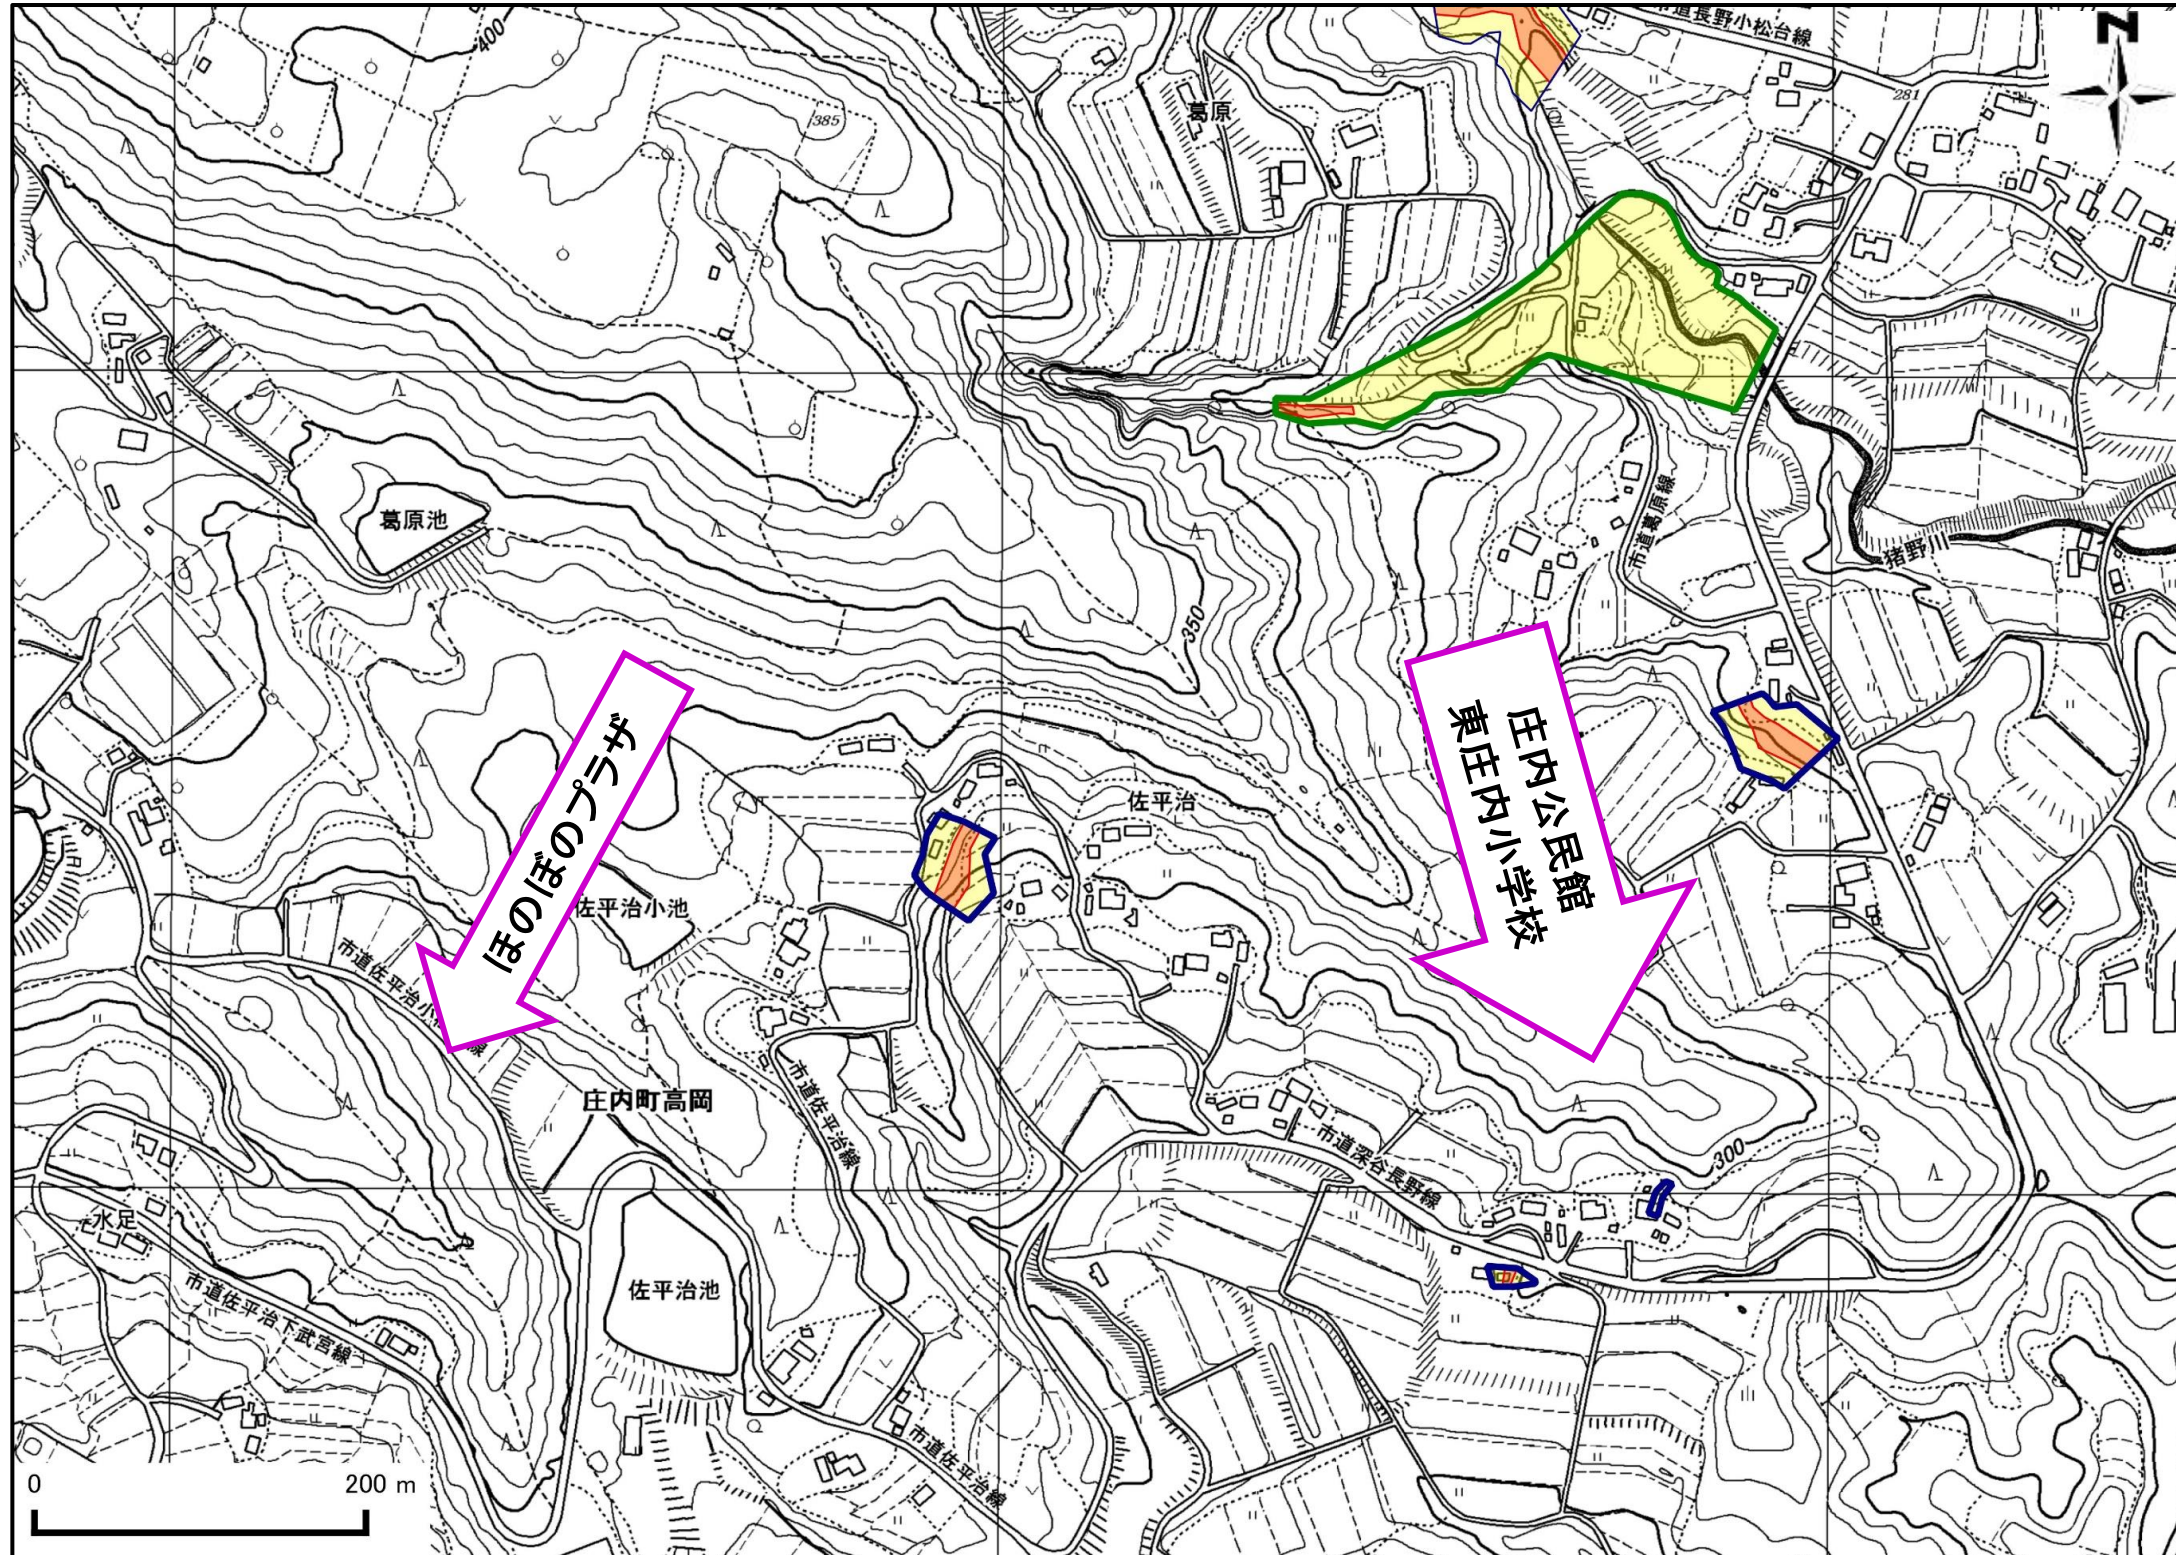 400
市道長野小松台線
N
281
葛原
385
葛原池
市道葛原線
猪野川
350
ほのぼのプラザ
庄内公民館
東庄内小学校
佐平治
佐平治小池
市道佐平治小
線
庄内町高岡
市道佐平治線
市道深谷長野線
300
水足
市道佐平治下武宮線
佐平治池
市道佐平治線
0
200 m